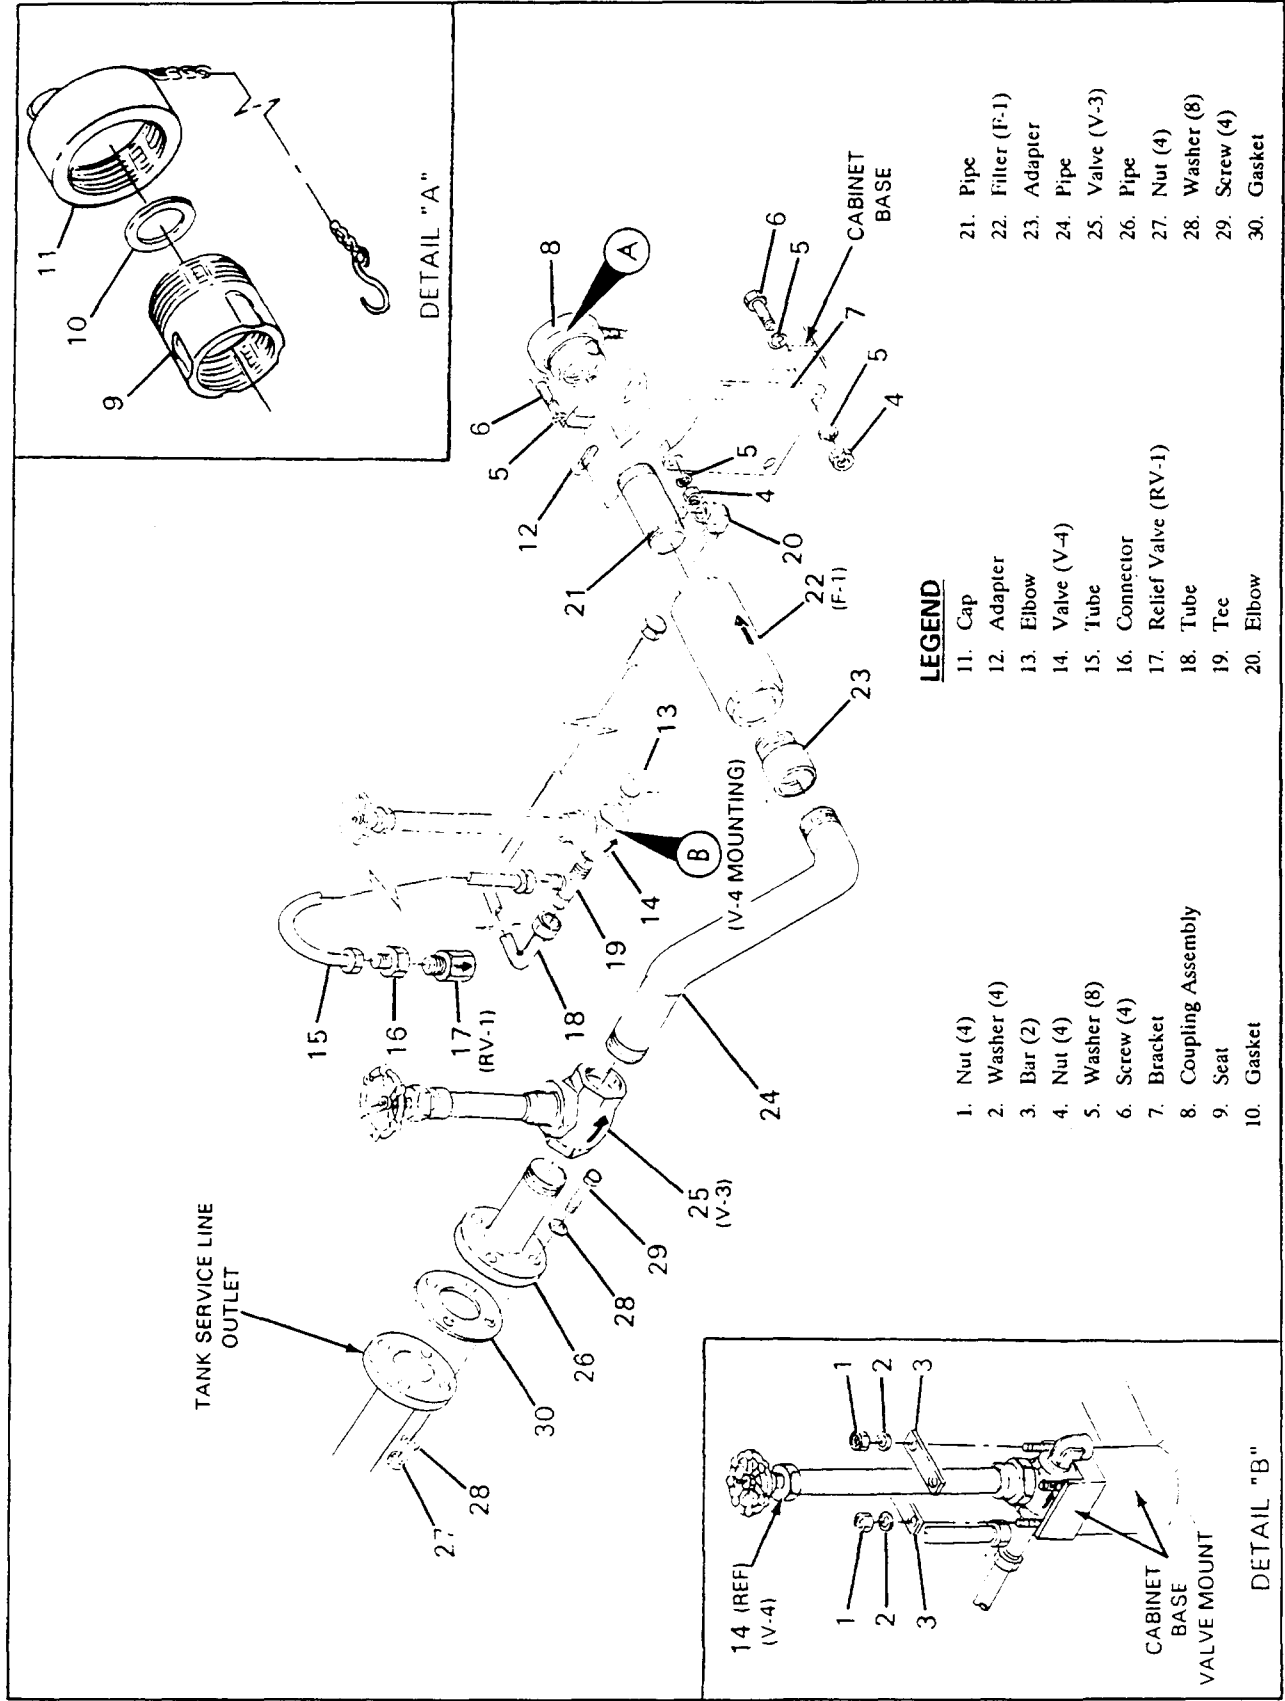 11
10
9
DETAIL "A"
TANK SERVICE LINE
OUTLET
15
16
17
(RV-1)
18
19
14
B
13
(V-4 MOUNTING)
12
5
6
8
A
6
5
CABINET
BASE
7
5
4
5
4
20
21
22
(F-1)
23
24
25
(V-3)
29
28
26
30
28
27
14 (REF)
(V-4)
1
2
3
1
2
3
CABINET
BASE
VALVE MOUNT
DETAIL "B"
LEGEND
1. Nut (4)
2. Washer (4)
3. Bar (2)
4. Nut (4)
5. Washer (8)
6. Screw (4)
7. Bracket
8. Coupling Assembly
9. Seat
10. Gasket
11. Cap
12. Adapter
13. Elbow
14. Valve (V-4)
15. Tube
16. Connector
17. Relief Valve (RV-1)
18. Tube
19. Tee
20. Elbow
21. Pipe
22. Filter (F-1)
23. Adapter
24. Pipe
25. Valve (V-3)
26. Pipe
27. Nut (4)
28. Washer (8)
29. Screw (4)
30. Gasket